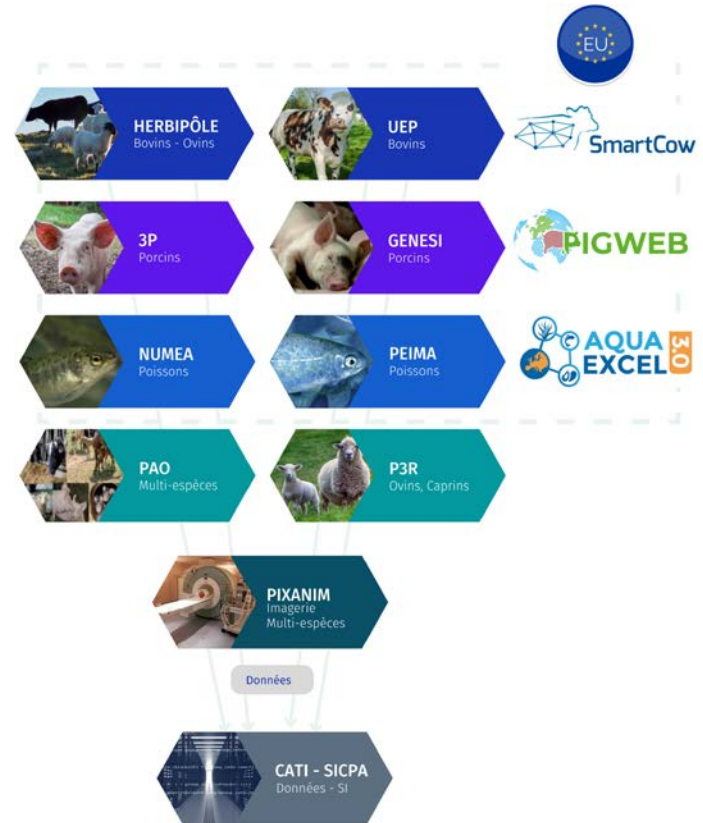 EU
HERBIPÔLE
Bovins - Ovins
UEP
Bovins
SmartCow
3P
Porcins
GENESI
Porcins
PIGWEB
NUMEA
Poissons
PEIMA
Poissons
AQUA
EXCEL
3.0
PAO
Multi-espèces
P3R
Ovins, Caprins
PIXANIM
Imagerie
Multi-espèces
Données
CATI - SICPA
Données - SI